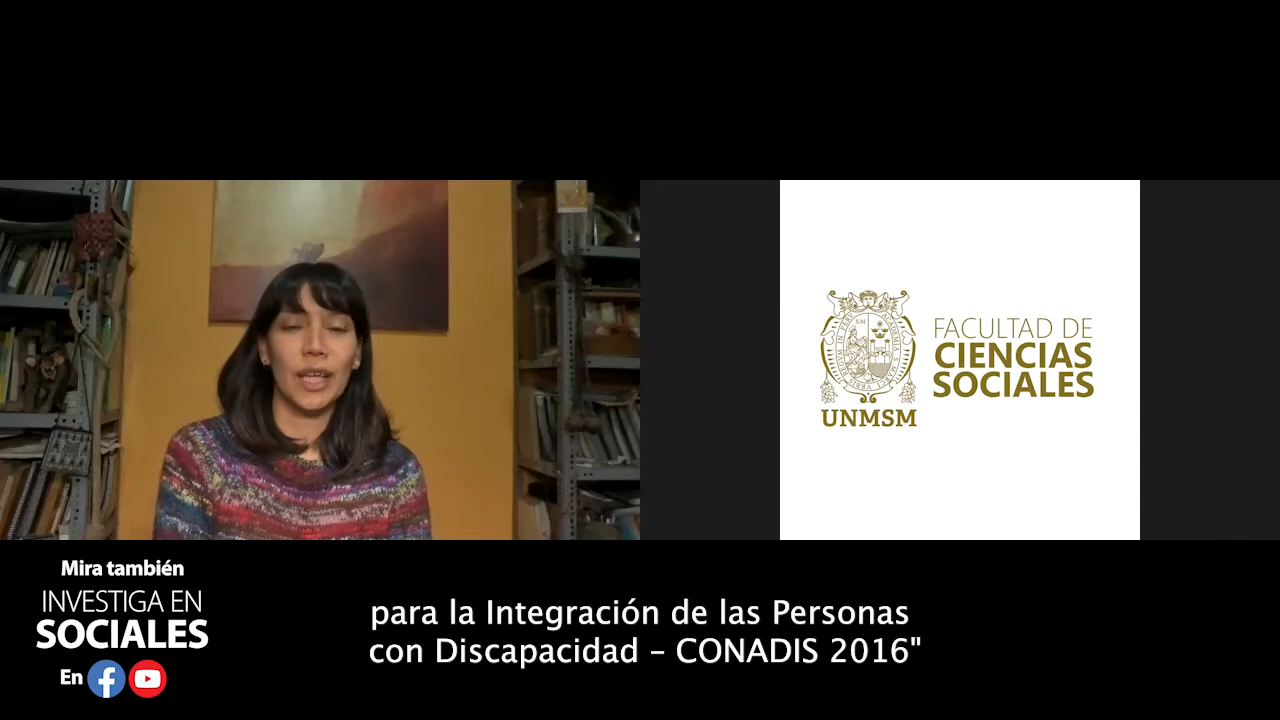 FACULTAD DE
CIENCIAS
SOCIALES
UNMSM
Mira también
INVESTIGA EN
SOCIALES
En
para la Integración de las Personas
con Discapacidad – CONADIS 2016"